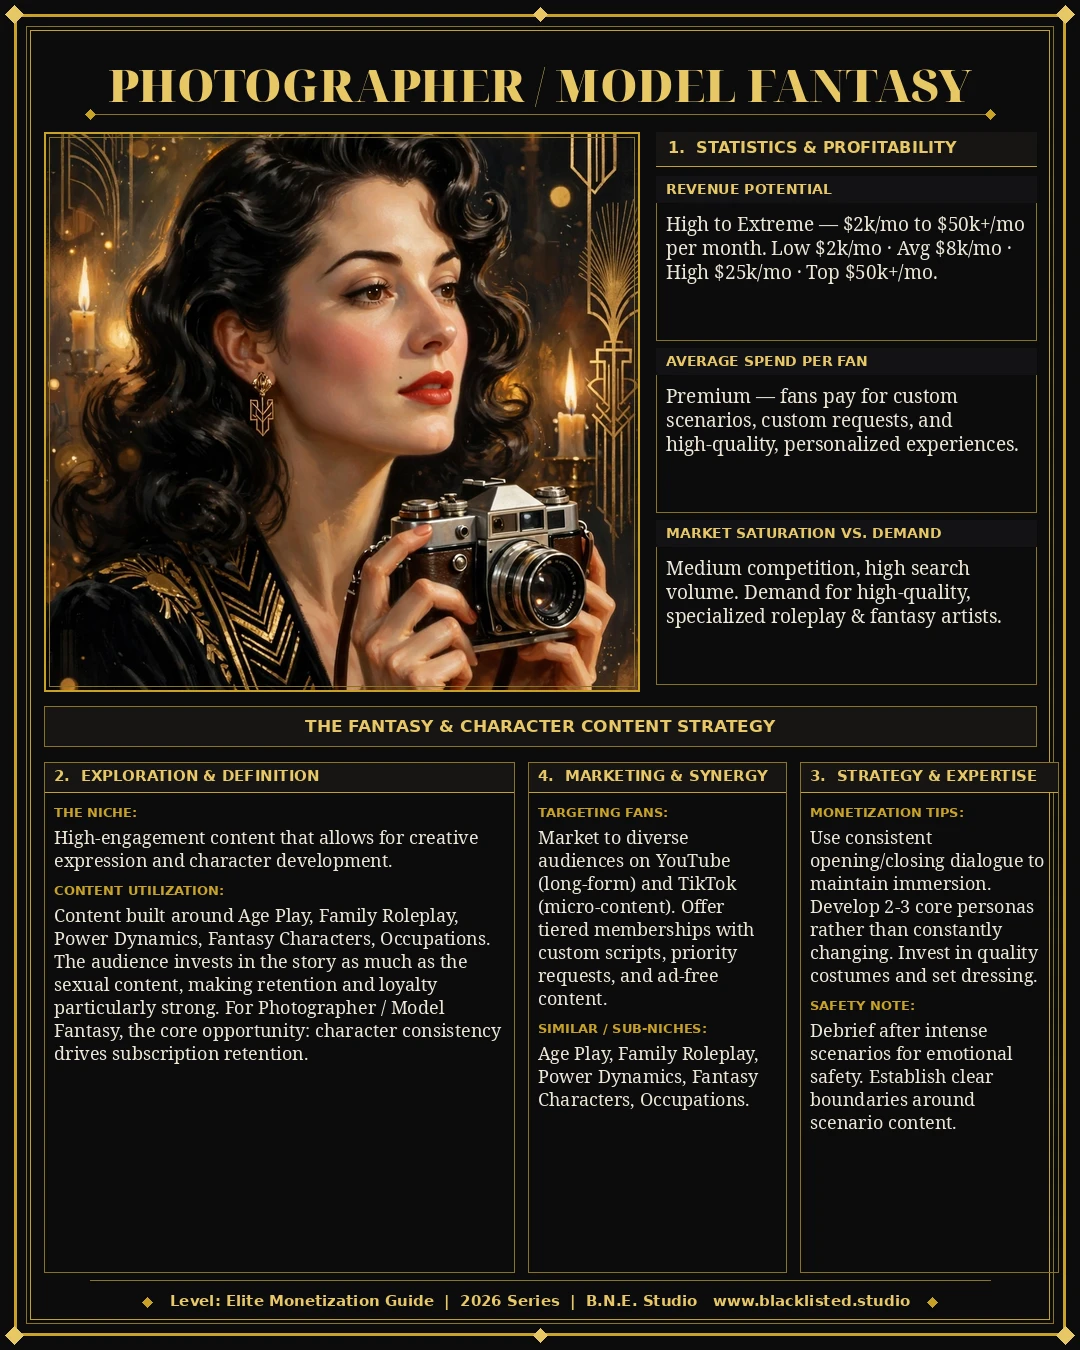 PHOTOGRAPHER / MODEL FANTASY
1. STATISTICS & PROFITABILITY
REVENUE POTENTIAL
High to Extreme — $2k/mo to $50k+/mo
per month. Low $2k/mo · Avg $8k/mo ·
High $25k/mo · Top $50k+/mo.
AVERAGE SPEND PER FAN
Premium — fans pay for custom
scenarios, custom requests, and
high-quality, personalized experiences.
MARKET SATURATION VS. DEMAND
Medium competition, high search
volume. Demand for high-quality,
specialized roleplay & fantasy artists.
THE FANTASY & CHARACTER CONTENT STRATEGY
2. EXPLORATION & DEFINITION
THE NICHE:
High-engagement content that allows for creative
expression and character development.
CONTENT UTILIZATION:
Content built around Age Play, Family Roleplay,
Power Dynamics, Fantasy Characters, Occupations.
The audience invests in the story as much as the
sexual content, making retention and loyalty
particularly strong. For Photographer / Model
Fantasy, the core opportunity: character consistency
drives subscription retention.
4. MARKETING & SYNERGY
TARGETING FANS:
Market to diverse
audiences on YouTube
(long-form) and TikTok
(micro-content). Offer
tiered memberships with
custom scripts, priority
requests, and ad-free
content.
SIMILAR / SUB-NICHES:
Age Play, Family Roleplay,
Power Dynamics, Fantasy
Characters, Occupations.
3. STRATEGY & EXPERTISE
MONETIZATION TIPS:
Use consistent
opening/closing dialogue to
maintain immersion.
Develop 2-3 core personas
rather than constantly
changing. Invest in quality
costumes and set dressing.
SAFETY NOTE:
Debrief after intense
scenarios for emotional
safety. Establish clear
boundaries around
scenario content.
Level: Elite Monetization Guide | 2026 Series | B.N.E. Studio www.blacklisted.studio